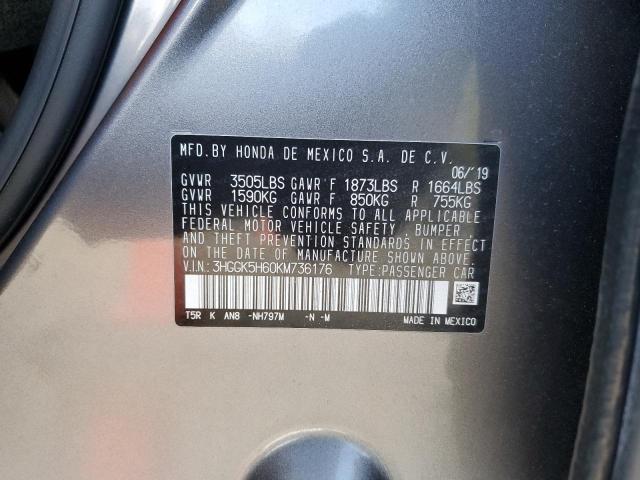 MFD.BY HONDA DE MEXICO S.A. DE C.V.
06/'19
GVWR 3505LBS GAWR F 1873LBS R 1664LBS
GVWR 1590KG GAWR F 850KG R 755KG
THIS VEHICLE CONFORMS TO ALL APPLICABLE
FEDERAL MOTOR VEHICLE SAFETY, BUMPER
AND THEFT PREVENTION STANDARDS IN EFFECT
ON THE DATE OF MANUFACTURE SHOWN ABOVE.
V.I.N: 3HGGK5H60KM736176 TYPE:PASSENGER CAR
T5R K AN8 -NH797M -N -M MADE IN MEXICO